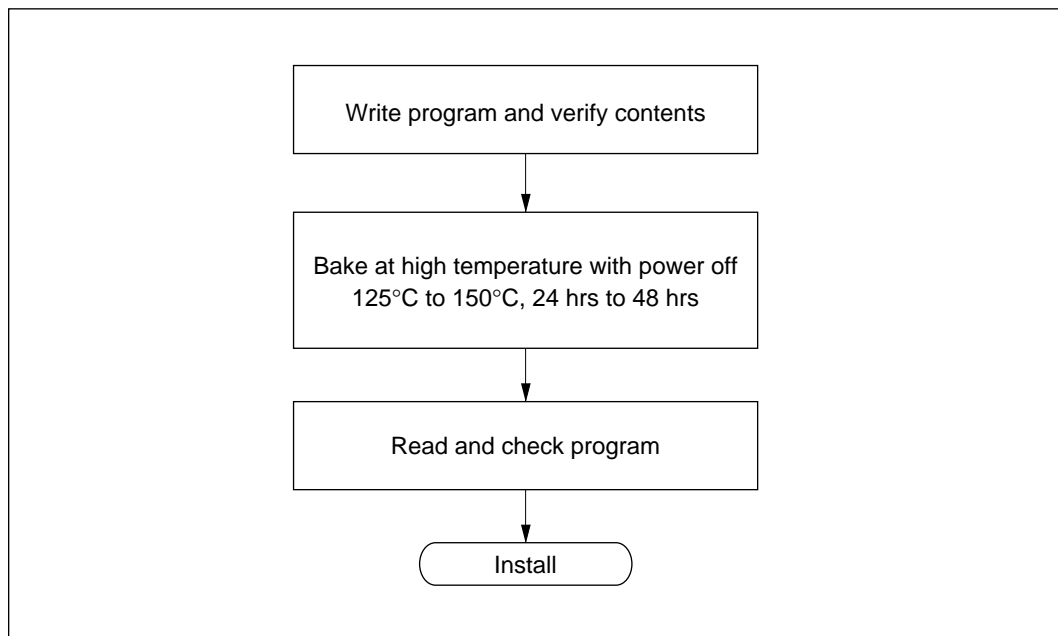 Write program and verify contents
Bake at high temperature with power off
125°C to 150°C, 24 hrs to 48 hrs
Read and check program
Install